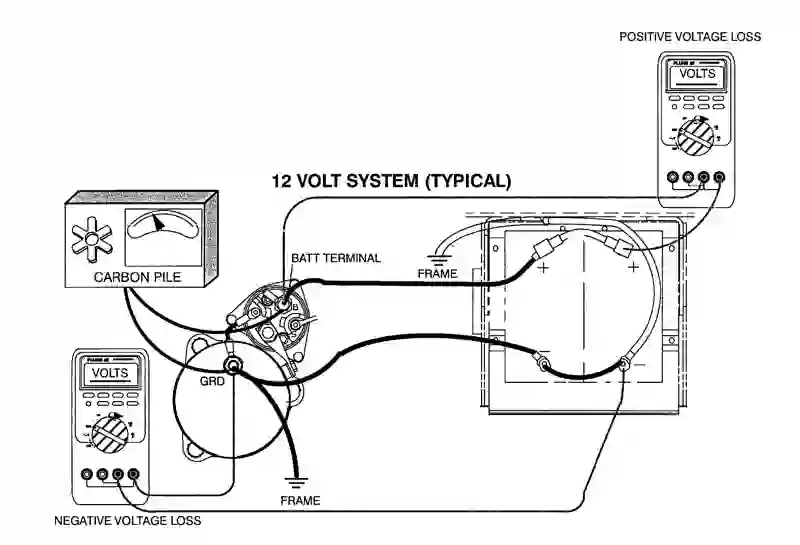 POSITIVE VOLTAGE LOSS
VOLTS
12 VOLT SYSTEM (TYPICAL)
BATT TERMINAL
FRAME
+
+
CARBON PILE
VOLTS
GRD
-
-
FRAME
NEGATIVE VOLTAGE LOSS